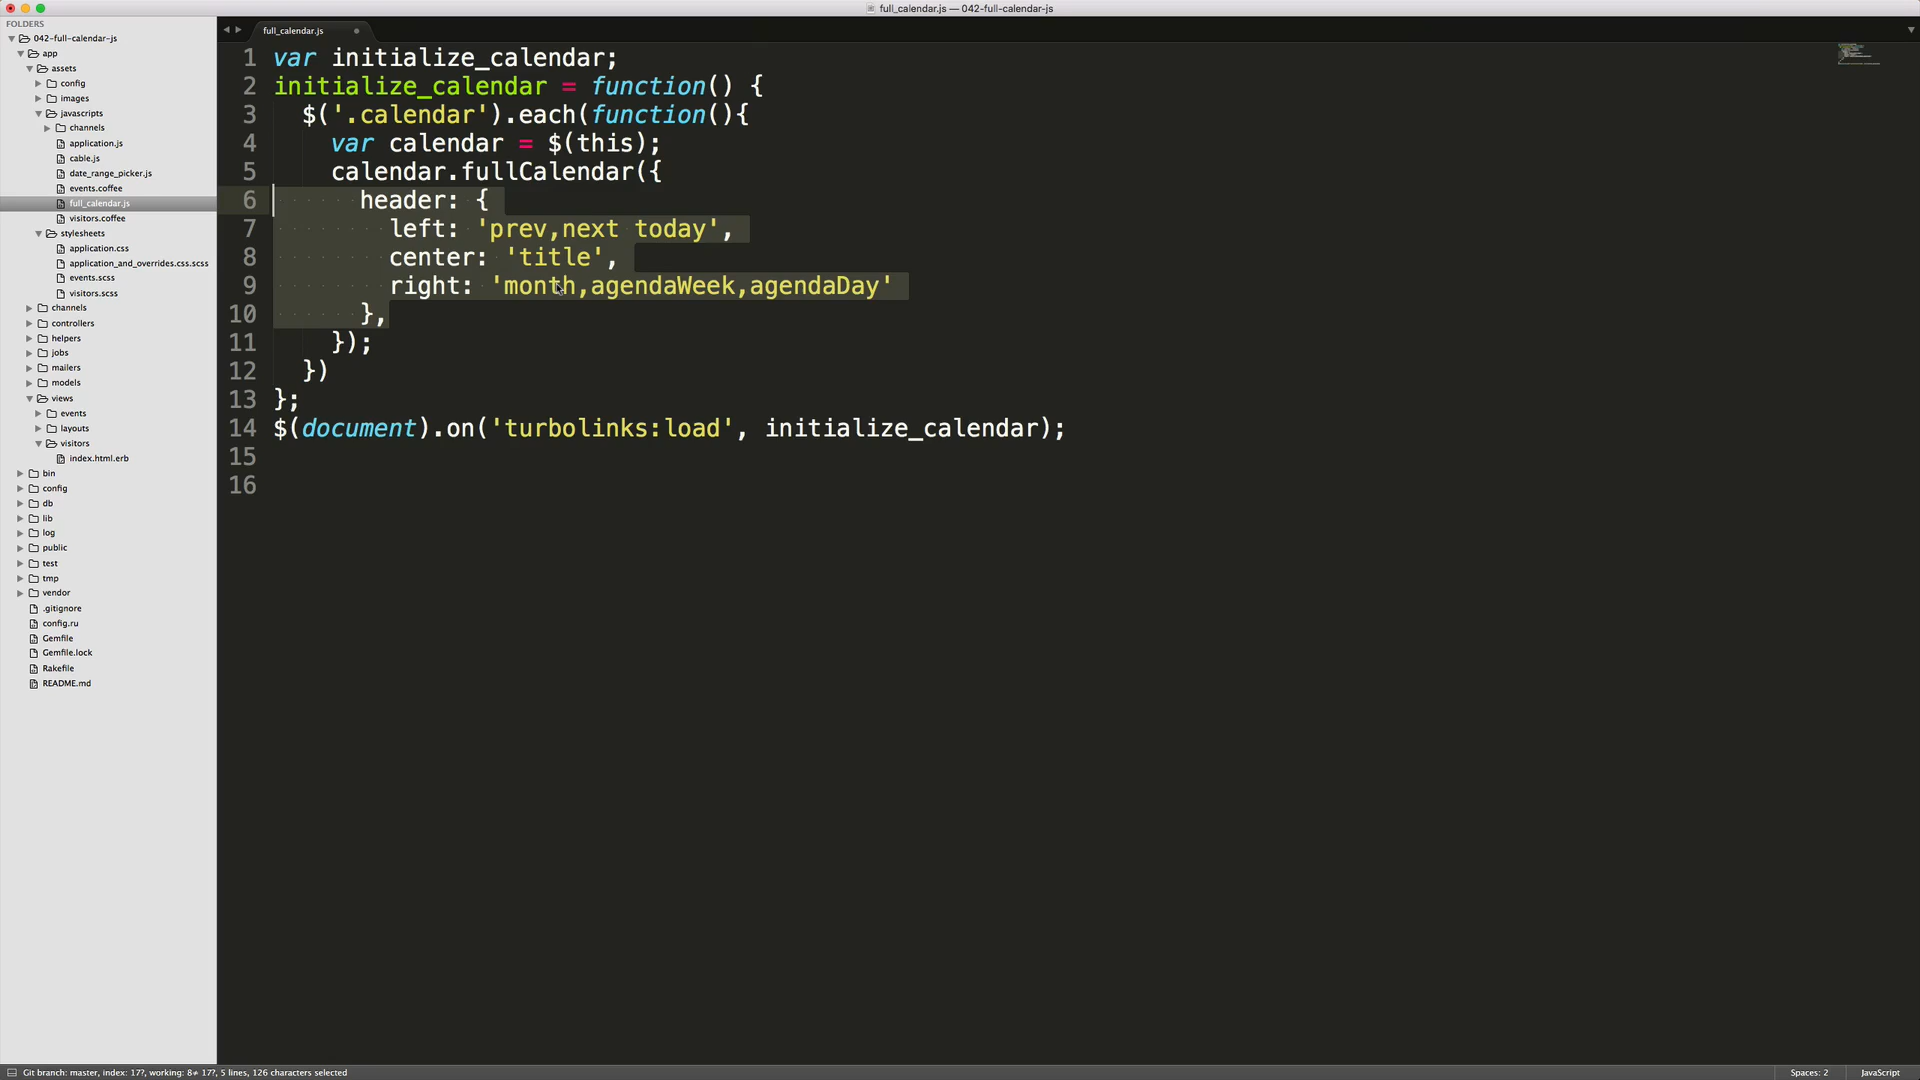 full_calendar.js — 042-full-calendar-js
FOLDERS
042-full-calendar-js
app
assets
config
images
javascripts
channels
application.js
cable.js
date_range_picker.js
events.coffee
full_calendar.js
visitors.coffee
stylesheets
application.css
application_and_overrides.css.scss
events.scss
visitors.scss
channels
controllers
helpers
jobs
mailers
models
views
events
layouts
visitors
index.html.erb
bin
config
db
lib
log
public
test
tmp
vendor
.gitignore
config.ru
Gemfile
Gemfile.lock
Rakefile
README.md
full_calendar.js
1 var initialize_calendar;
2 initialize_calendar = function() {
3   $('.calendar').each(function(){
4     var calendar = $(this);
5     calendar.fullCalendar({
6       header: {
7         left: 'prev,next today',
8         center: 'title',
9         right: 'month,agendaWeek,agendaDay'
10       },
11     });
12   })
13 };
14 $(document).on('turbolinks:load', initialize_calendar);
15
16
Git branch: master, index: 17?, working: 8≠ 17?, 5 lines, 126 characters selected
Spaces: 2
JavaScript